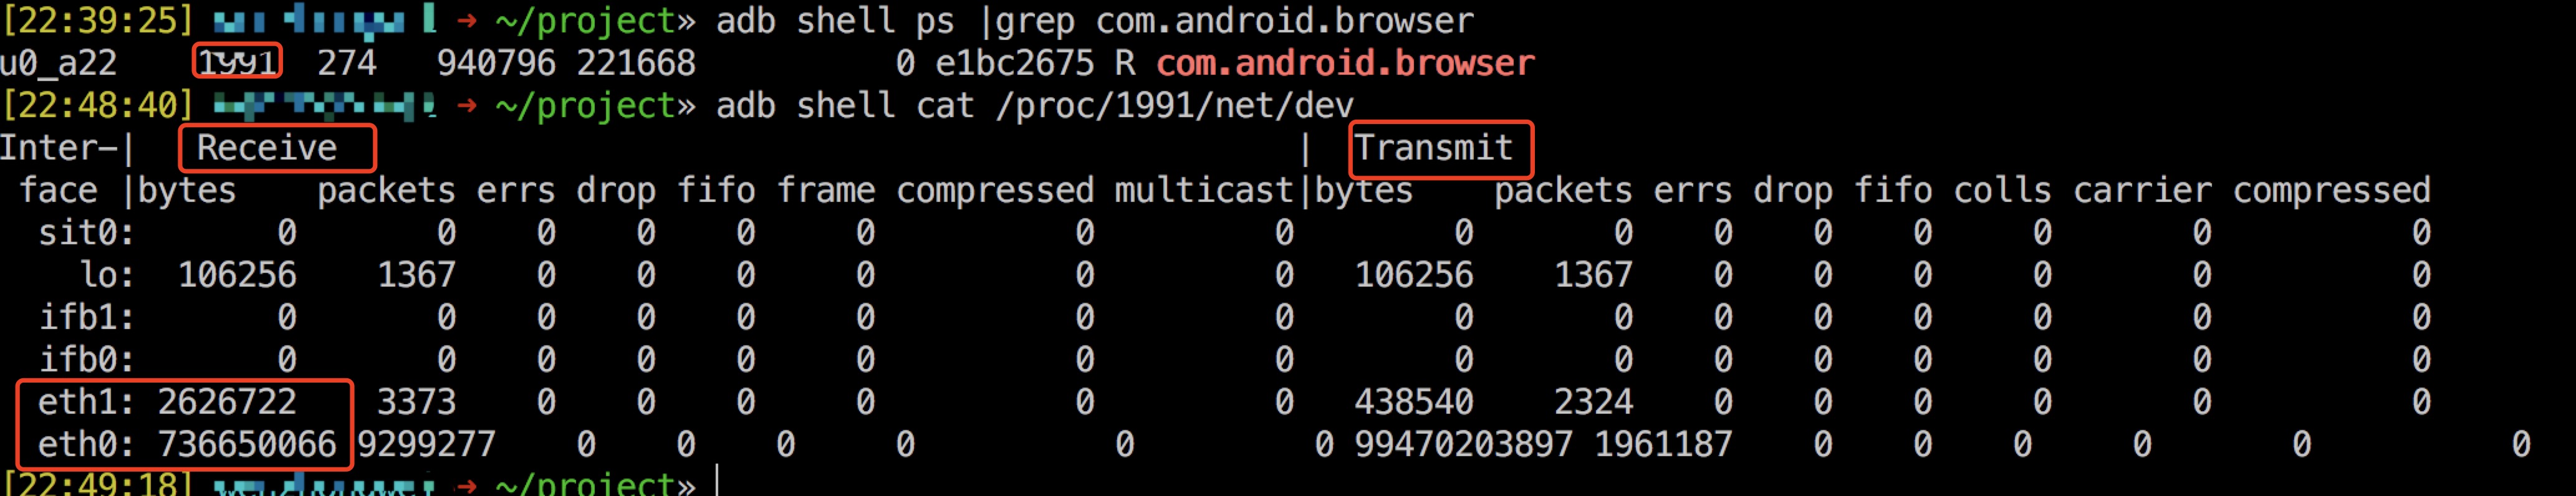 [22:39:25] → ~/project» adb shell ps |grep com.android.browser
u0_a22 1991 274 940796 221668 0 e1bc2675 R com.android.browser
[22:48:40] → ~/project» adb shell cat /proc/1991/net/dev
Inter-| Receive | Transmit
face |bytes packets errs drop fifo frame compressed multicast|bytes packets errs drop fifo colls carrier compressed
sit0: 0 0 0 0 0 0 0 0 0 0 0 0 0 0 0 0
lo: 106256 1367 0 0 0 0 0 0 106256 1367 0 0 0 0 0 0
ifb1: 0 0 0 0 0 0 0 0 0 0 0 0 0 0 0 0
ifb0: 0 0 0 0 0 0 0 0 0 0 0 0 0 0 0 0
eth1: 2626722 3373 0 0 0 0 0 0 438540 2324 0 0 0 0 0 0
eth0: 736650066 9299277 0 0 0 0 0 0 99470203897 1961187 0 0 0 0 0 0
[22:49:18] → ~/project»